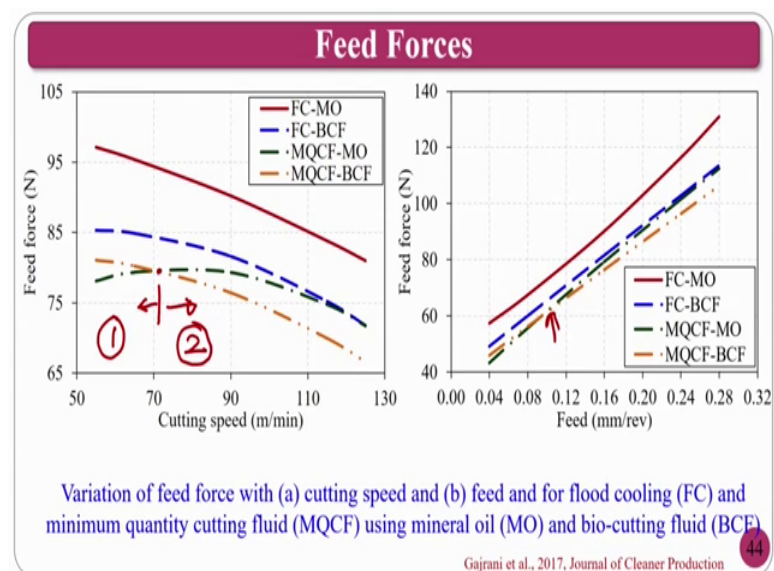 Feed Forces
105
95
85
75
65
Feed force (N)
FC-MO
FC-BCF
MQCF-MO
MQCF-BCF
1
2
50 70 90 110 130
Cutting speed (m/min)
140
120
100
80
60
40
Feed force (N)
FC-MO
FC-BCF
MQCF-MO
MQCF-BCF
0.00 0.04 0.08 0.12 0.16 0.20 0.24 0.28 0.32
Feed (mm/rev)
Variation of feed force with (a) cutting speed and (b) feed and for flood cooling (FC) and
minimum quantity cutting fluid (MQCF) using mineral oil (MO) and bio-cutting fluid (BCF)
44
Gajrani et al., 2017, Journal of Cleaner Production